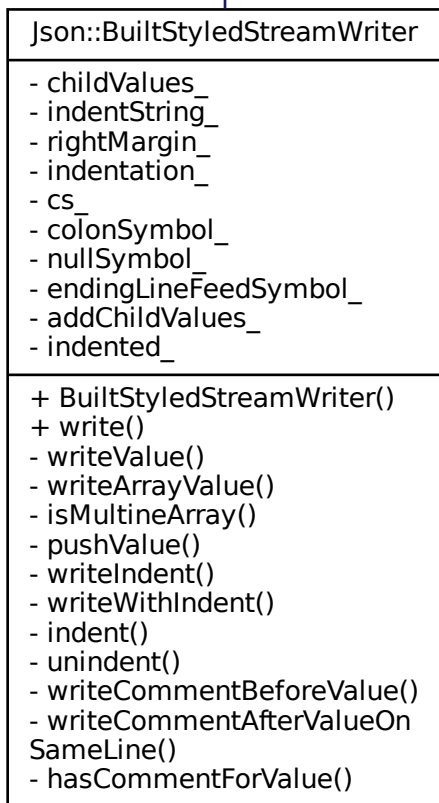 Json::BuiltStyledStreamWriter
- childValues_
- indentString_
- rightMargin_
- indentation_
- cs_
- colonSymbol_
- nullSymbol_
- endingLineFeedSymbol_
- addChildValues_
- indented_
+ BuiltStyledStreamWriter()
+ write()
- writeValue()
- writeArrayValue()
- isMultineArray()
- pushValue()
- writeIndent()
- writeWithIndent()
- indent()
- unindent()
- writeCommentBeforeValue()
- writeCommentAfterValueOn
SameLine()
- hasCommentForValue()